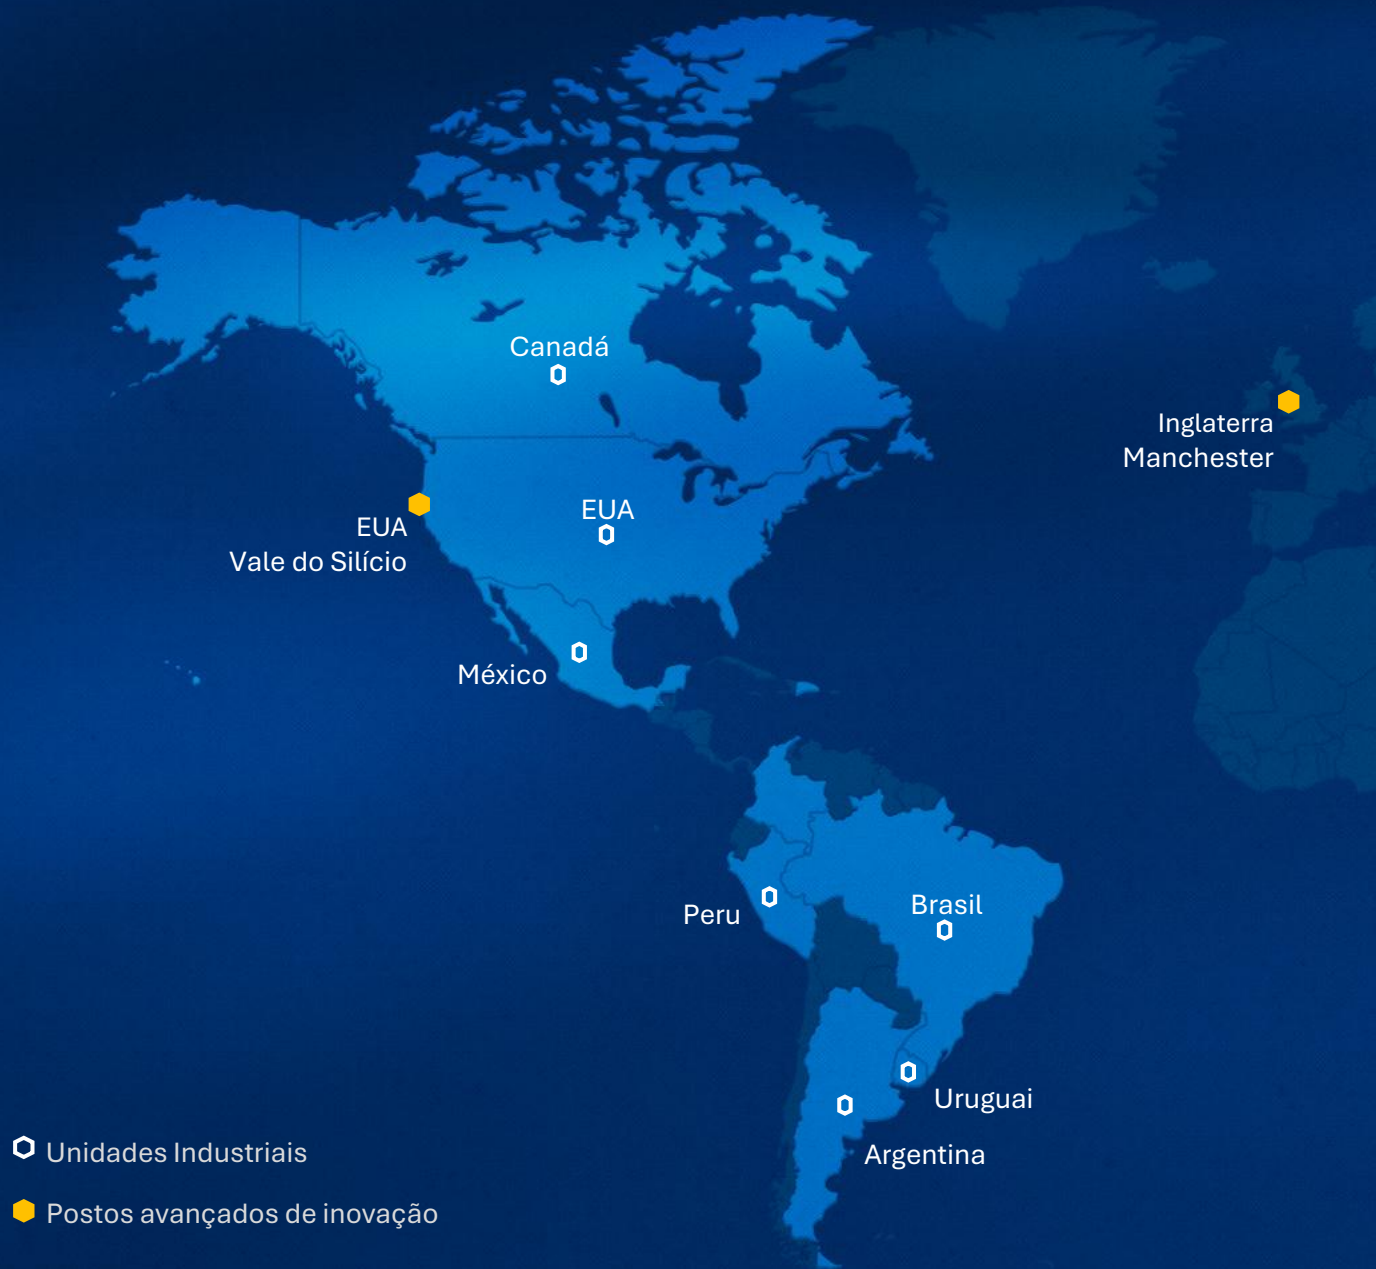 Canadá
Inglaterra
Manchester
EUA
EUA
Vale do Silício
México
Peru
Brasil
Uruguai
Argentina
Unidades Industriais
Postos avançados de inovação